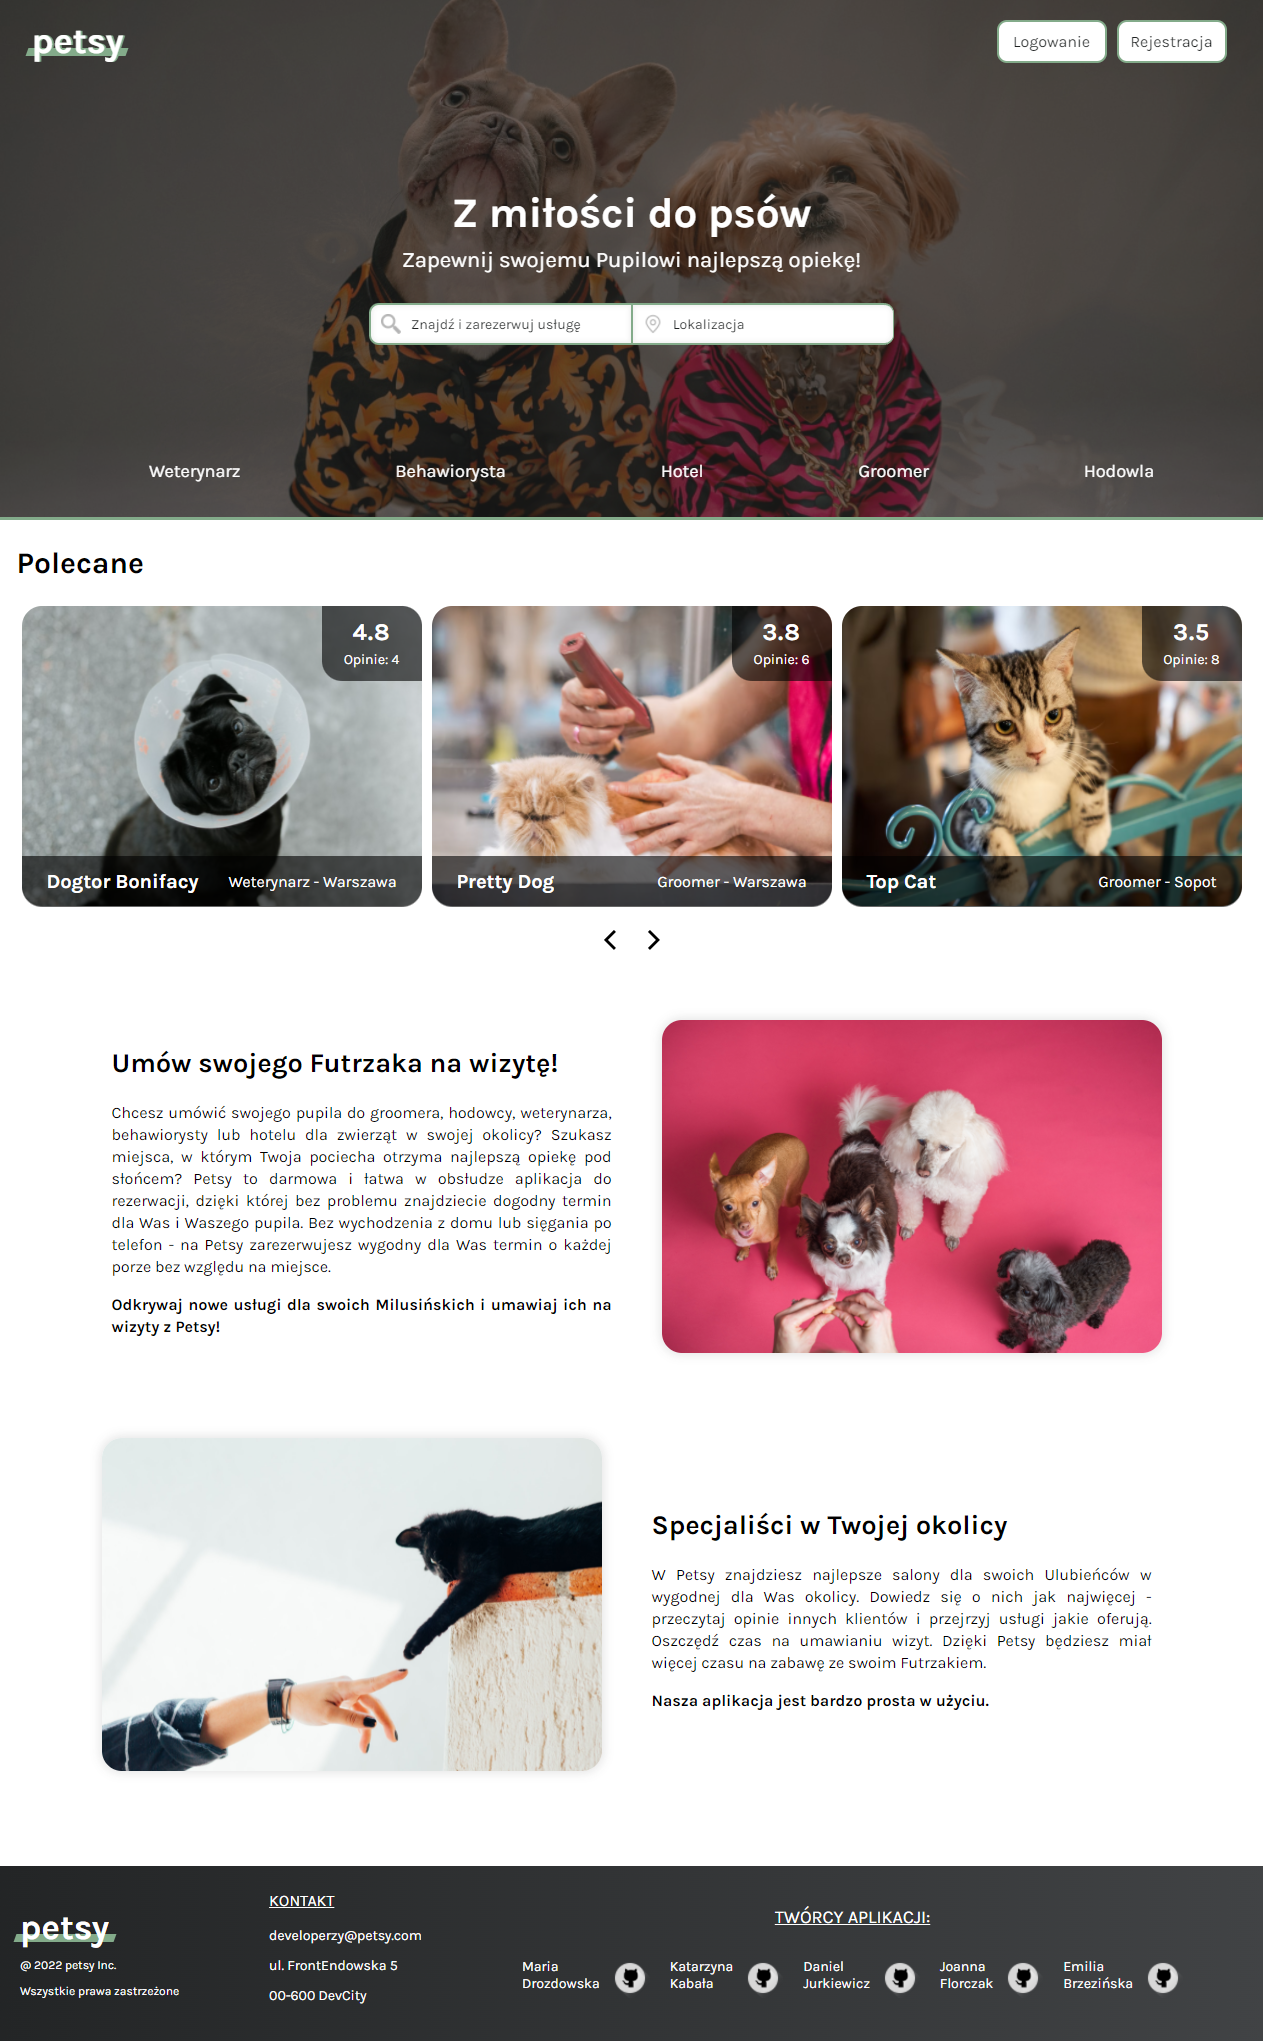 petsy
Logowanie
Rejestracja
Z miłości do psów
Zapewnij swojemu Pupilowi najlepszą opiekę!
Znajdź i zarezerwuj usługę
Lokalizacja
Weterynarz
Behawiorysta
Hotel
Groomer
Hodowla
Polecane
4.8
Opinie: 4
Dogtor Bonifacy
Weterynarz - Warszawa
3.8
Opinie: 6
Pretty Dog
Groomer - Warszawa
3.5
Opinie: 8
Top Cat
Groomer - Sopot
Umów swojego Futrzaka na wizytę!
Chcesz umówić swojego pupila do groomera, hodowcy, weterynarza,
behawiorysty lub hotelu dla zwierząt w swojej okolicy? Szukasz
miejsca, w którym Twoja pociecha otrzyma najlepszą opiekę pod
słońcem? Petsy to darmowa i łatwa w obsłudze aplikacja do
rezerwacji, dzięki której bez problemu znajdziecie dogodny termin
dla Was i Waszego pupila. Bez wychodzenia z domu lub sięgania po
telefon - na Petsy zarezerwujesz wygodny dla Was termin o każdej
porze bez względu na miejsce.
Odkrywaj nowe usługi dla swoich Milusińskich i umawiaj ich na
wizyty z Petsy!
Specjaliści w Twojej okolicy
W Petsy znajdziesz najlepsze salony dla swoich Ulubieńców w
wygodnej dla Was okolicy. Dowiedz się o nich jak najwięcej -
przeczytaj opinie innych klientów i przejrzyj usługi jakie oferują.
Oszczędź czas na umawianiu wizyt. Dzięki Petsy będziesz miał
więcej czasu na zabawę ze swoim Futrzakiem.
Nasza aplikacja jest bardzo prosta w użyciu.
petsy
@ 2022 petsy Inc.
Wszystkie prawa zastrzeżone
KONTAKT
developerzy@petsy.com
ul. FrontEndowska 5
00-600 DevCity
TWÓRCY APLIKACJI:
Maria
Drozdowska
Katarzyna
Kabała
Daniel
Jurkiewicz
Joanna
Florczak
Emilia
Brzezińska